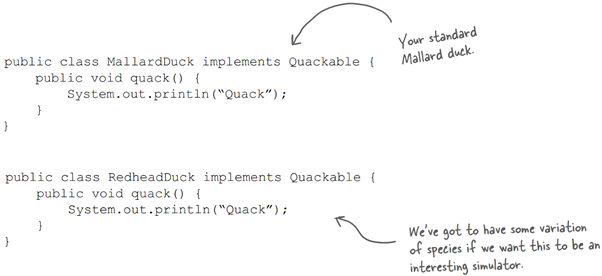 Your standard
Mallard duck.
public class MallardDuck implements Quackable {
    public void quack() {
        System.out.println(“Quack”);
    }
}
public class RedheadDuck implements Quackable {
    public void quack() {
        System.out.println(“Quack”);
    }
}
We’ve got to have some variation
of species if we want this to be an
interesting simulator.